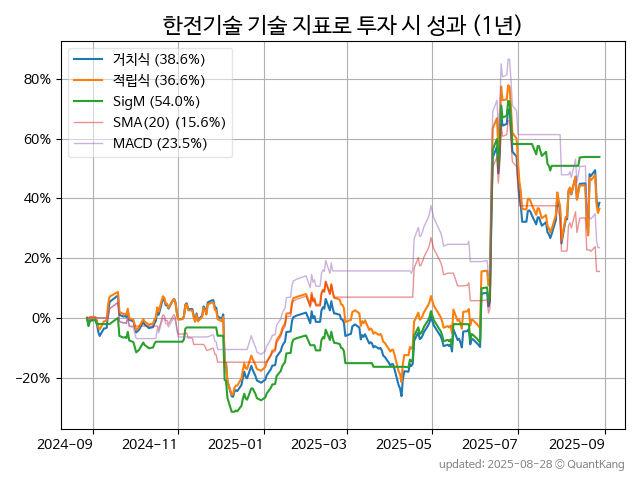 한전기술 기술 지표로 투자 시 성과 (1년)
거치식 (38.6%)
적립식 (36.6%)
SigM (54.0%)
SMA(20) (15.6%)
MACD (23.5%)
80%
60%
40%
20%
0%
−20%
2024-09 2024-11 2025-01 2025-03 2025-05 2025-07 2025-09
updated: 2025-08-28 © QuantKang